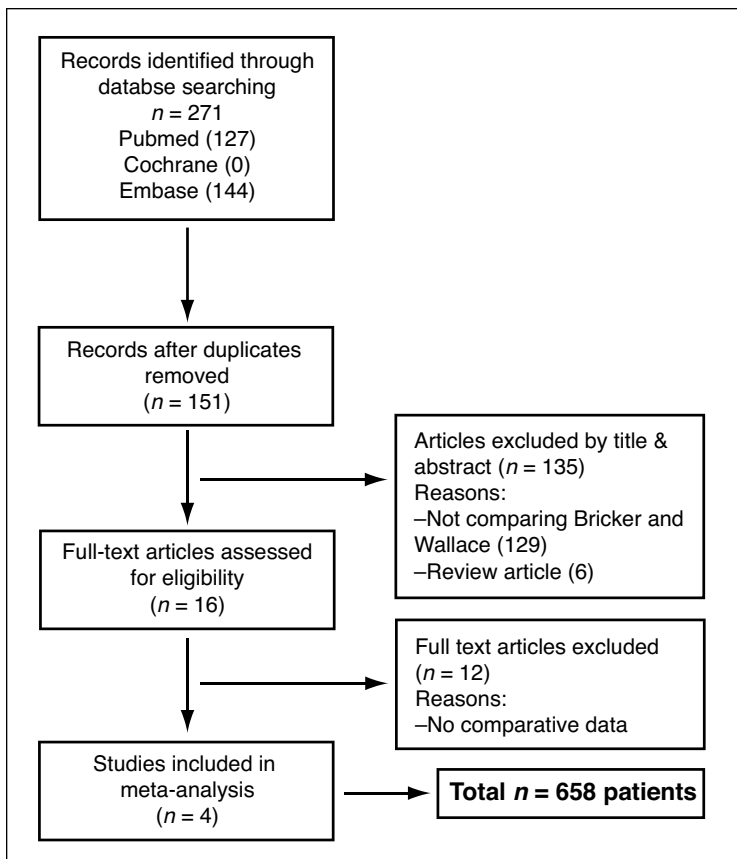 Records identified through
databse searching
n = 271
Pubmed (127)
Cochrane (0)
Embase (144)
Records after duplicates
removed
(n = 151)
Articles excluded by title &
abstract (n = 135)
Reasons:
–Not comparing Bricker and
Wallace (129)
–Review article (6)
Full-text articles assessed
for eligibility
(n = 16)
Full text articles excluded
(n = 12)
Reasons:
–No comparative data
Studies included in
meta-analysis
(n = 4)
Total n = 658 patients